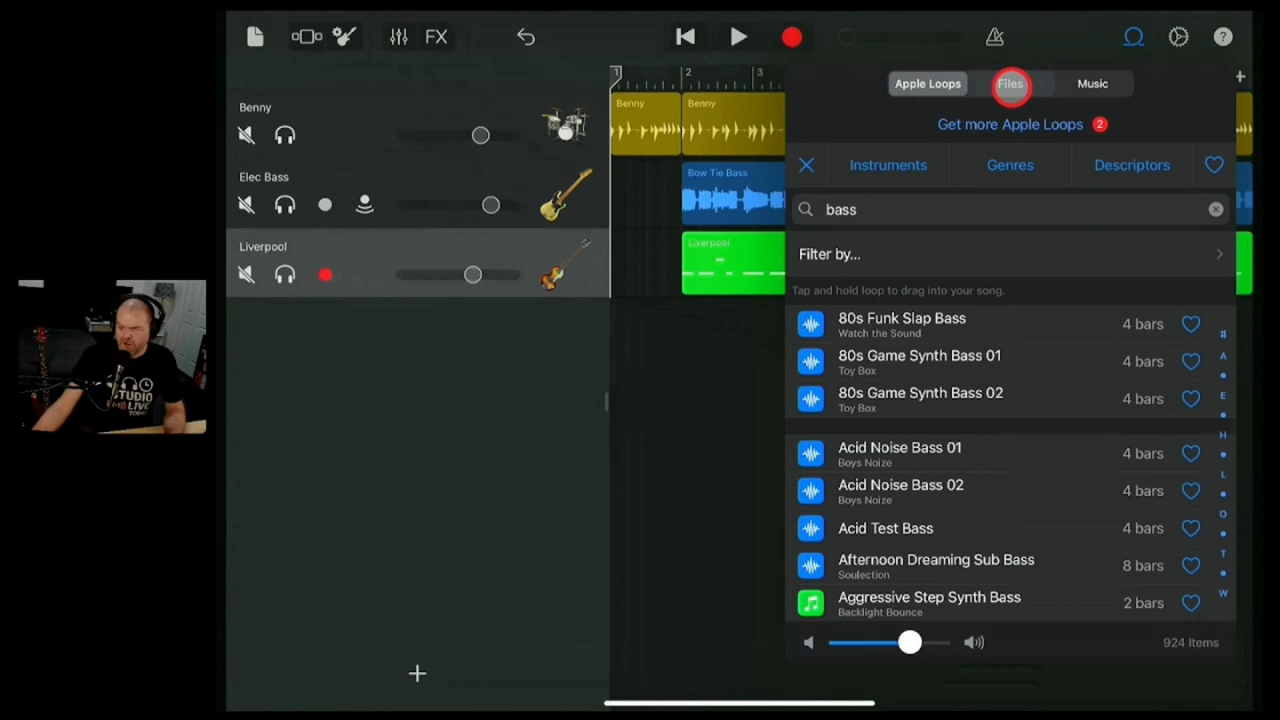 FX
?
1
2
3
Apple Loops
Files
Music
Get more Apple Loops 2
Instruments
Genres
Descriptors
bass
Filter by...
Tap and hold loop to drag into your song.
Benny
Benny
Benny
Elec Bass
Bow Tie Bass
Liverpool
Liverpool
80s Funk Slap Bass
Watch the Sound
4 bars
80s Game Synth Bass 01
Toy Box
4 bars
80s Game Synth Bass 02
Toy Box
4 bars
Acid Noise Bass 01
Boys Noize
4 bars
Acid Noise Bass 02
Boys Noize
4 bars
Acid Test Bass
4 bars
Afternoon Dreaming Sub Bass
Soulection
8 bars
Aggressive Step Synth Bass
Backlight Bounce
2 bars
#
A
E
H
L
O
T
W
924 Items
STUDIO
LIVE
TODAY